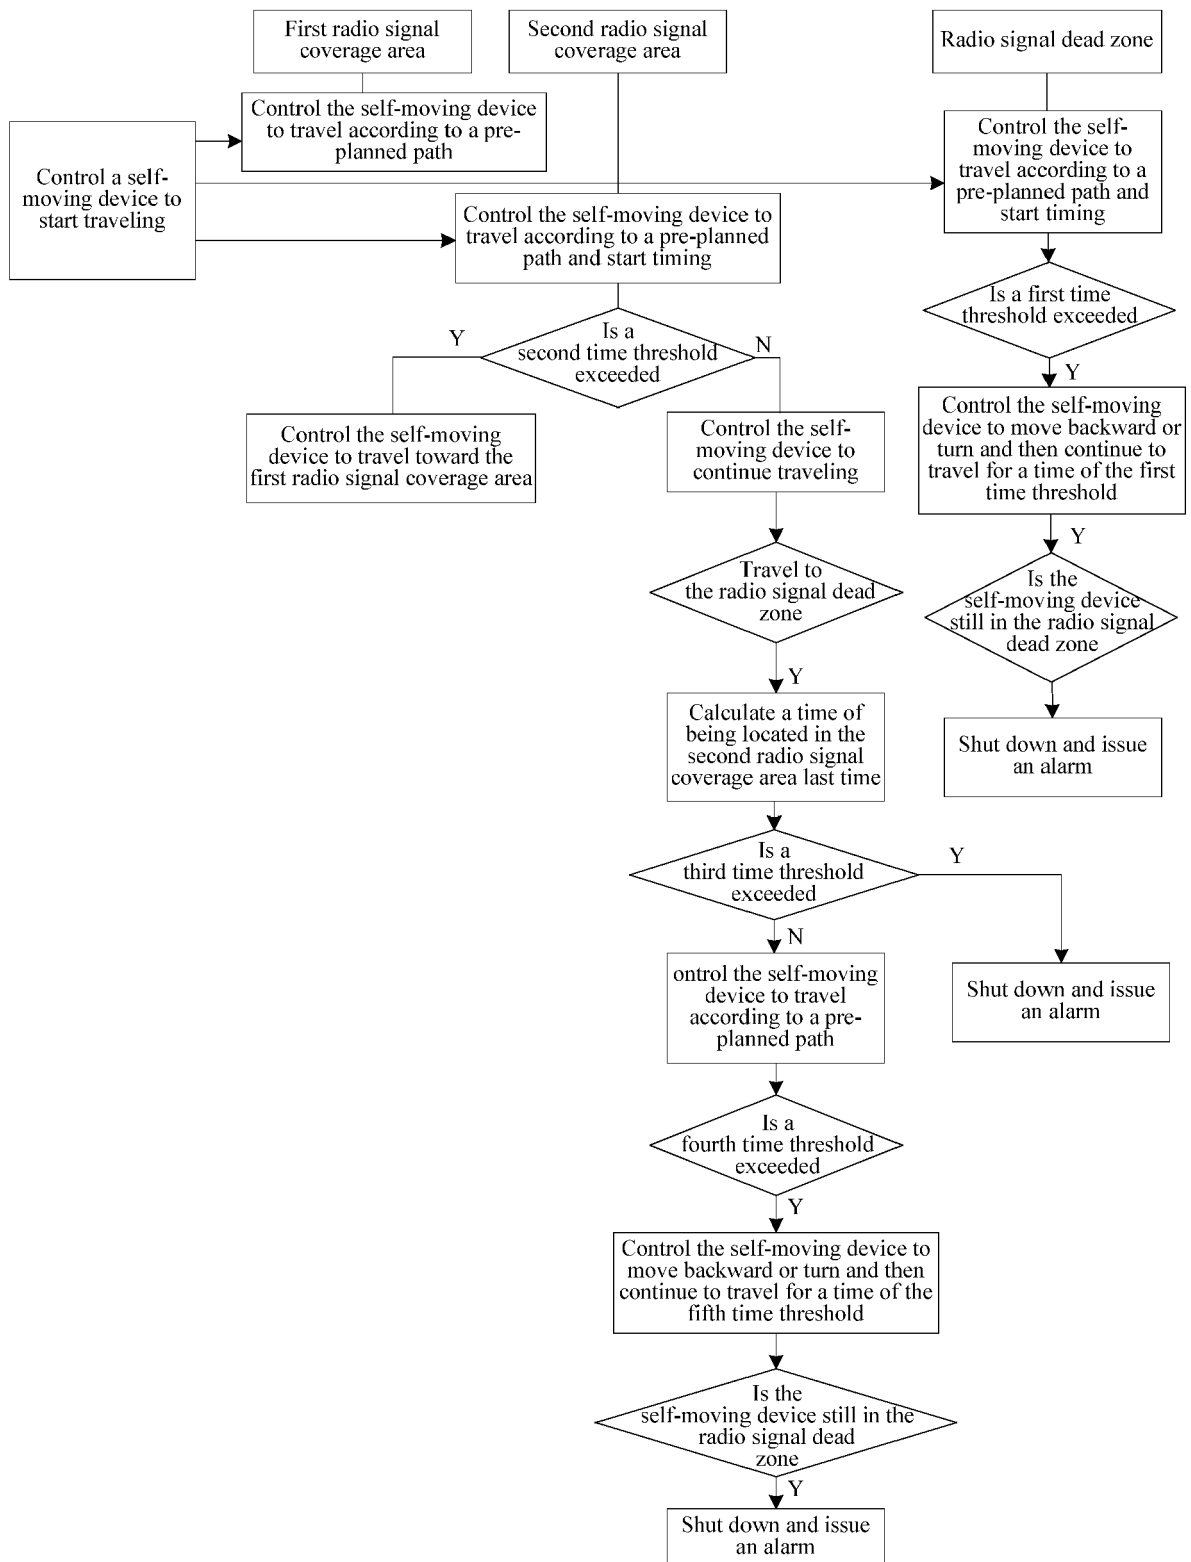 First radio signal
coverage area
Second radio signal
coverage area
Radio signal dead zone
Control the self-moving device
to travel according to a pre-
planned path
Control a self-
moving device to
start traveling
Control the self-
moving device to
travel according to a
pre-planned path and
start timing
Control the self-moving device to
travel according to a pre-planned
path and start timing
Is a first time
threshold exceeded
Y
Is a
second time threshold
exceeded
Y
N
Control the self-moving
device to travel toward the
first radio signal coverage area
Control the self-
moving device to
continue traveling
Control the self-moving
device to move backward or
turn and then continue to
travel for a time of the first
time threshold
Y
Travel to
the radio signal dead
zone
Y
Is the
self-moving device
still in the radio signal
dead zone
Shut down and issue
an alarm
Calculate a time of
being located in the
second radio signal
coverage area last time
Is a
third time threshold
exceeded
Y
N
Shut down and issue
an alarm
ontrol the self-moving
device to travel
according to a pre-
planned path
Is a
fourth time threshold
exceeded
Y
Control the self-moving device to
move backward or turn and then
continue to travel for a time of the
fifth time threshold
Is the
self-moving device still in the
radio signal dead
zone
Y
Shut down and issue
an alarm